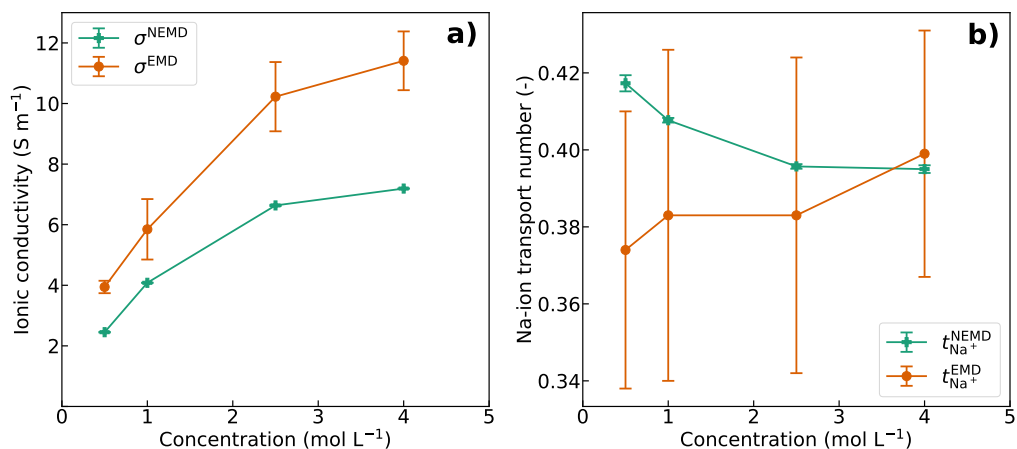 a)
σ^NEMD
σ^EMD
Ionic conductivity (S m⁻¹)
12
10
8
6
4
2
0
1
2
3
4
5
Concentration (mol L⁻¹)
b)
Na-ion transport number (-)
0.42
0.40
0.38
0.36
0.34
t_Na⁺^NEMD
t_Na⁺^EMD
0
1
2
3
4
5
Concentration (mol L⁻¹)